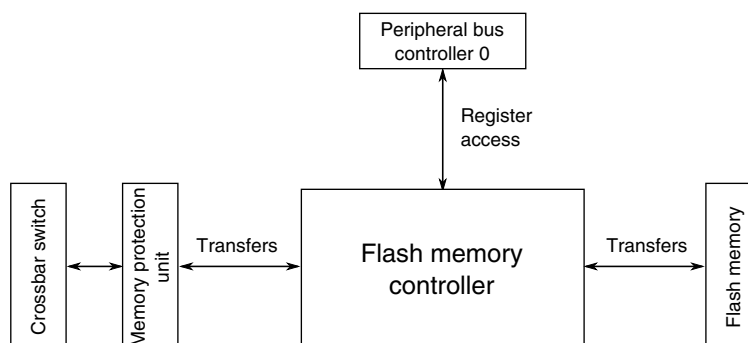 Peripheral bus
controller 0
Register
access
Crossbar switch
Memory protection
unit
Transfers
Flash memory
controller
Transfers
Flash memory